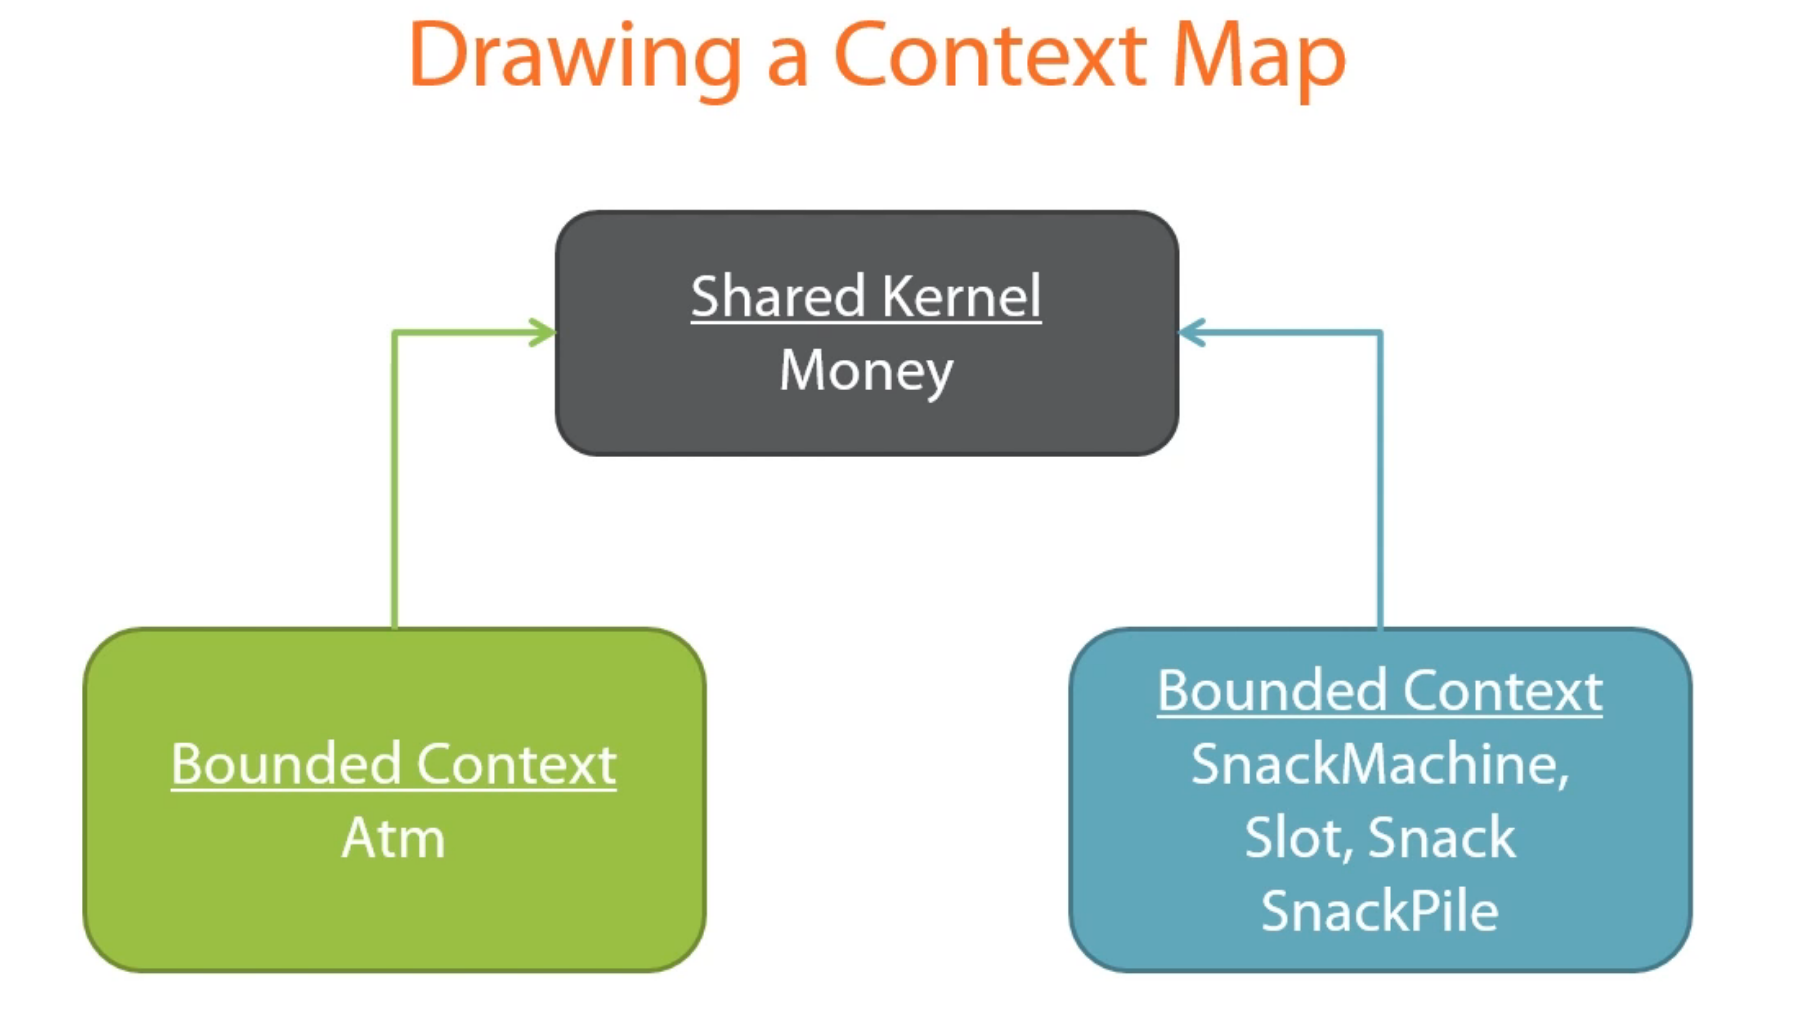 Drawing a Context Map
Shared Kernel
Money
Bounded Context
Atm
Bounded Context
SnackMachine,
Slot, Snack
SnackPile